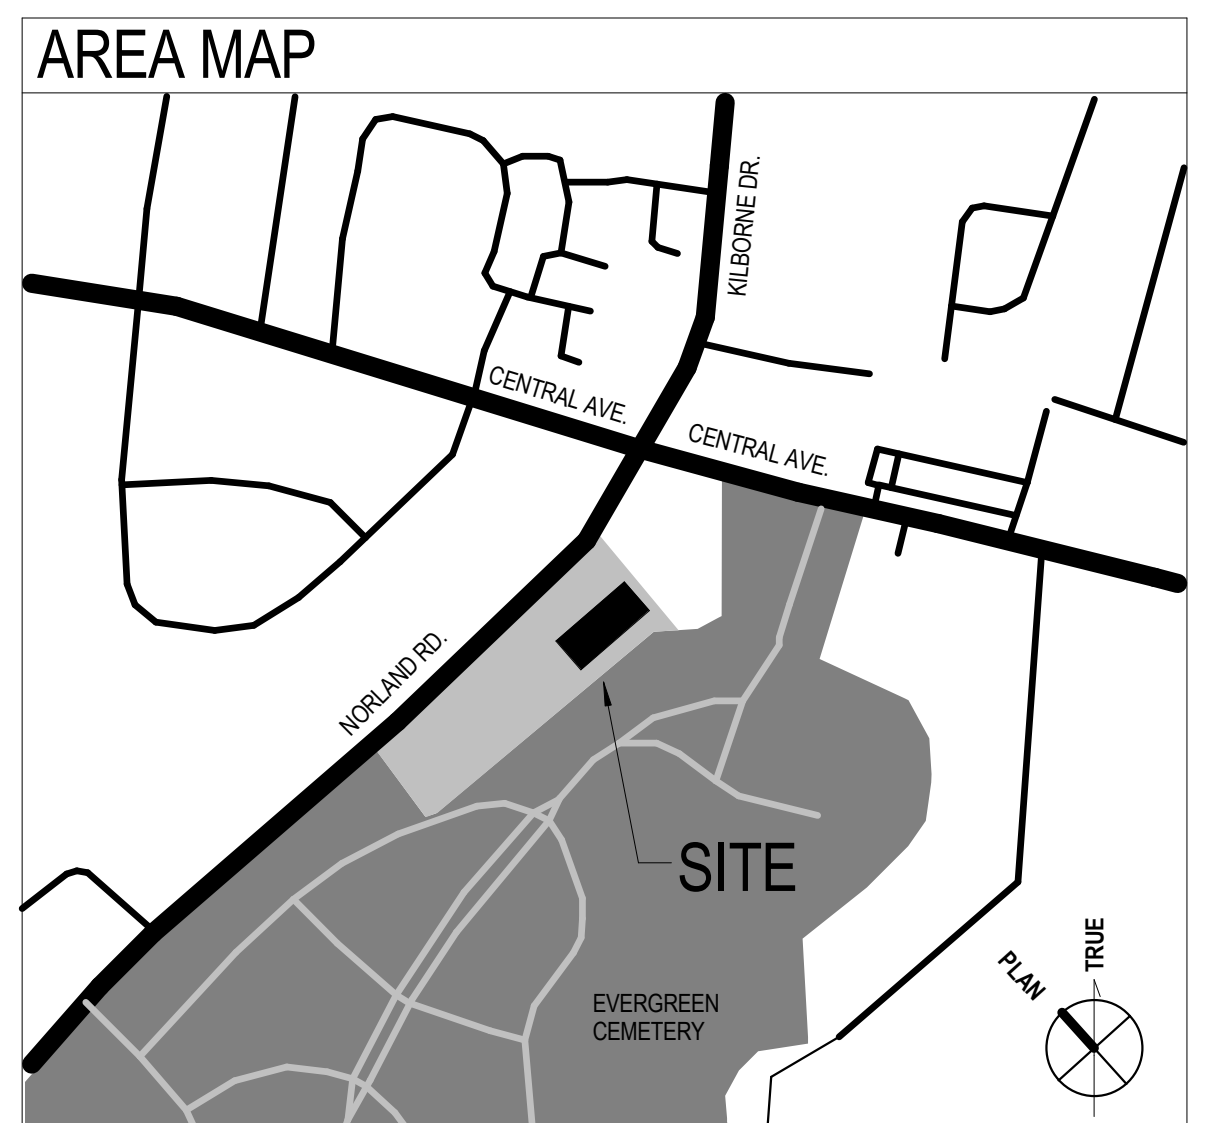 AREA MAP
KILBORNE DR.
CENTRAL AVE.
CENTRAL AVE.
NORLAND RD.
SITE
EVERGREEN
CEMETERY
PLAN
TRUE